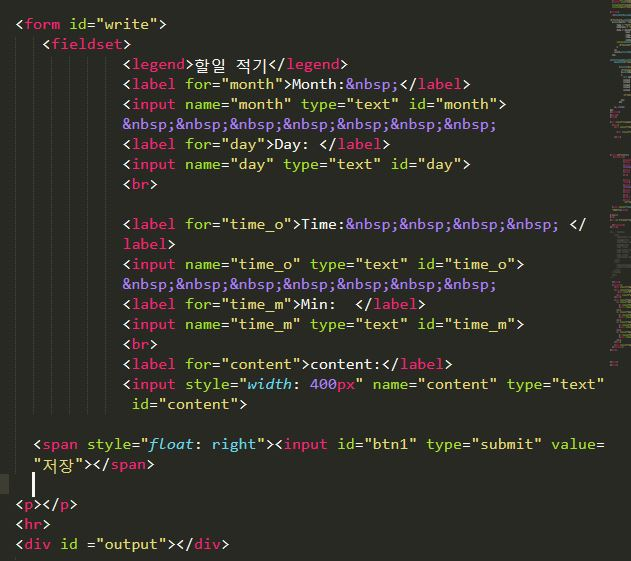 <form id="write">
<fieldset>
<legend>할일 적기</legend>
<label for="month">Month:&nbsp;</label>
<input name="month" type="text" id="month">
&nbsp;&nbsp;&nbsp;&nbsp;&nbsp;&nbsp;&nbsp;
<label for="day">Day: </label>
<input name="day" type="text" id="day">
<br>
<label for="time_o">Time:&nbsp;&nbsp;&nbsp;&nbsp; </
label>
<input name="time_o" type="text" id="time_o">
&nbsp;&nbsp;&nbsp;&nbsp;&nbsp;&nbsp;&nbsp;
<label for="time_m">Min:  </label>
<input name="time_m" type="text" id="time_m">
<br>
<label for="content">content:</label>
<input style="width: 400px" name="content" type="text"
id="content">
<span style="float: right"><input id="btn1" type="submit" value=
"저장"></span>
<p></p>
<hr>
<div id ="output"></div>